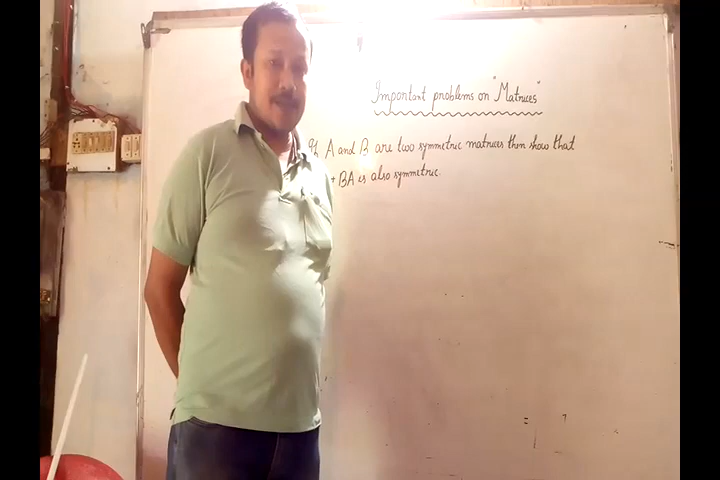 Important problems on "Matrices"
If A and B are two symmetric matrices then show that
+ BA is also symmetric.